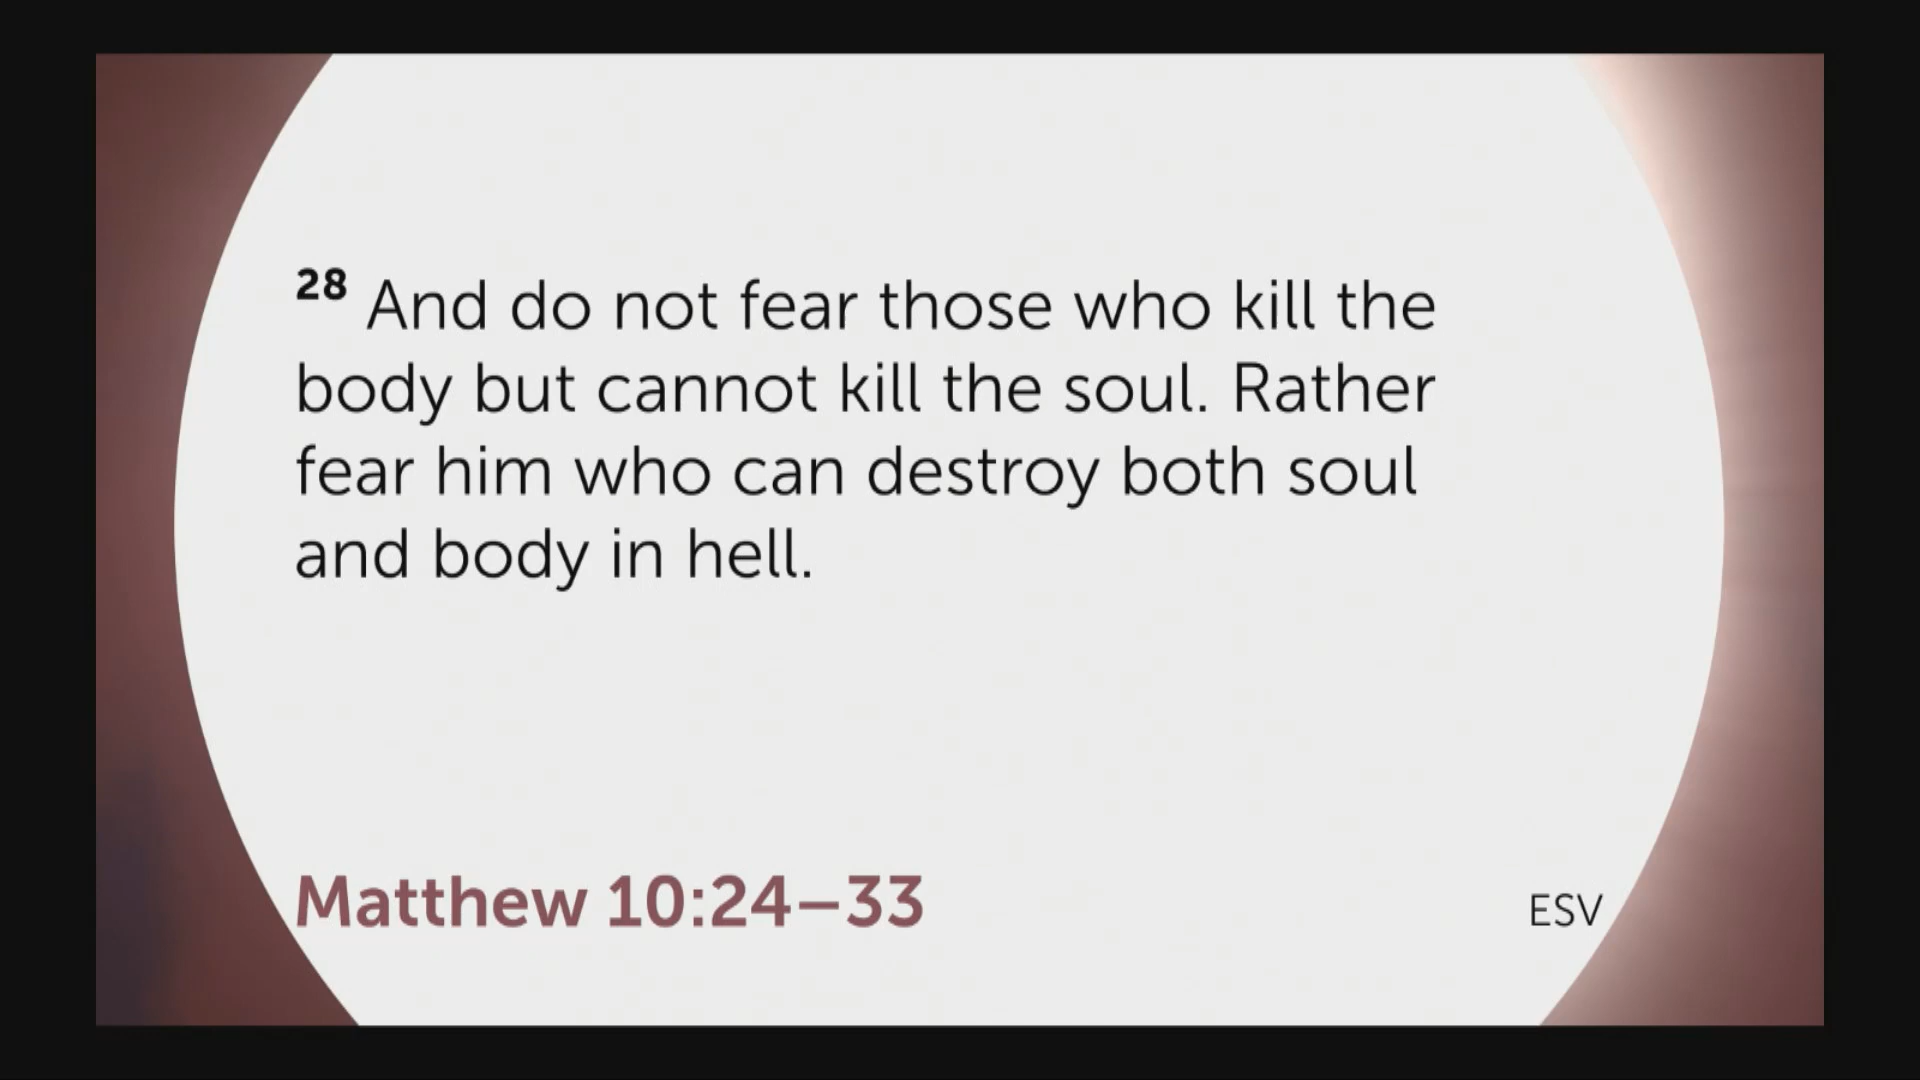 28 And do not fear those who kill the
body but cannot kill the soul. Rather
fear him who can destroy both soul
and body in hell.
Matthew 10:24–33
ESV